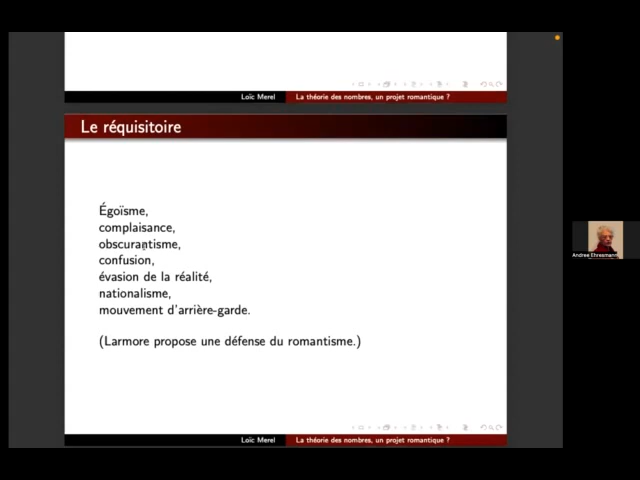 Loïc Merel La théorie des nombres, un projet romantique ?
Le réquisitoire
Égoïsme,
complaisance,
obscurantisme,
confusion,
évasion de la réalité,
nationalisme,
mouvement d'arrière-garde.
(Larmore propose une défense du romantisme.)
Loïc Merel La théorie des nombres, un projet romantique ?
Andree Ehresmann